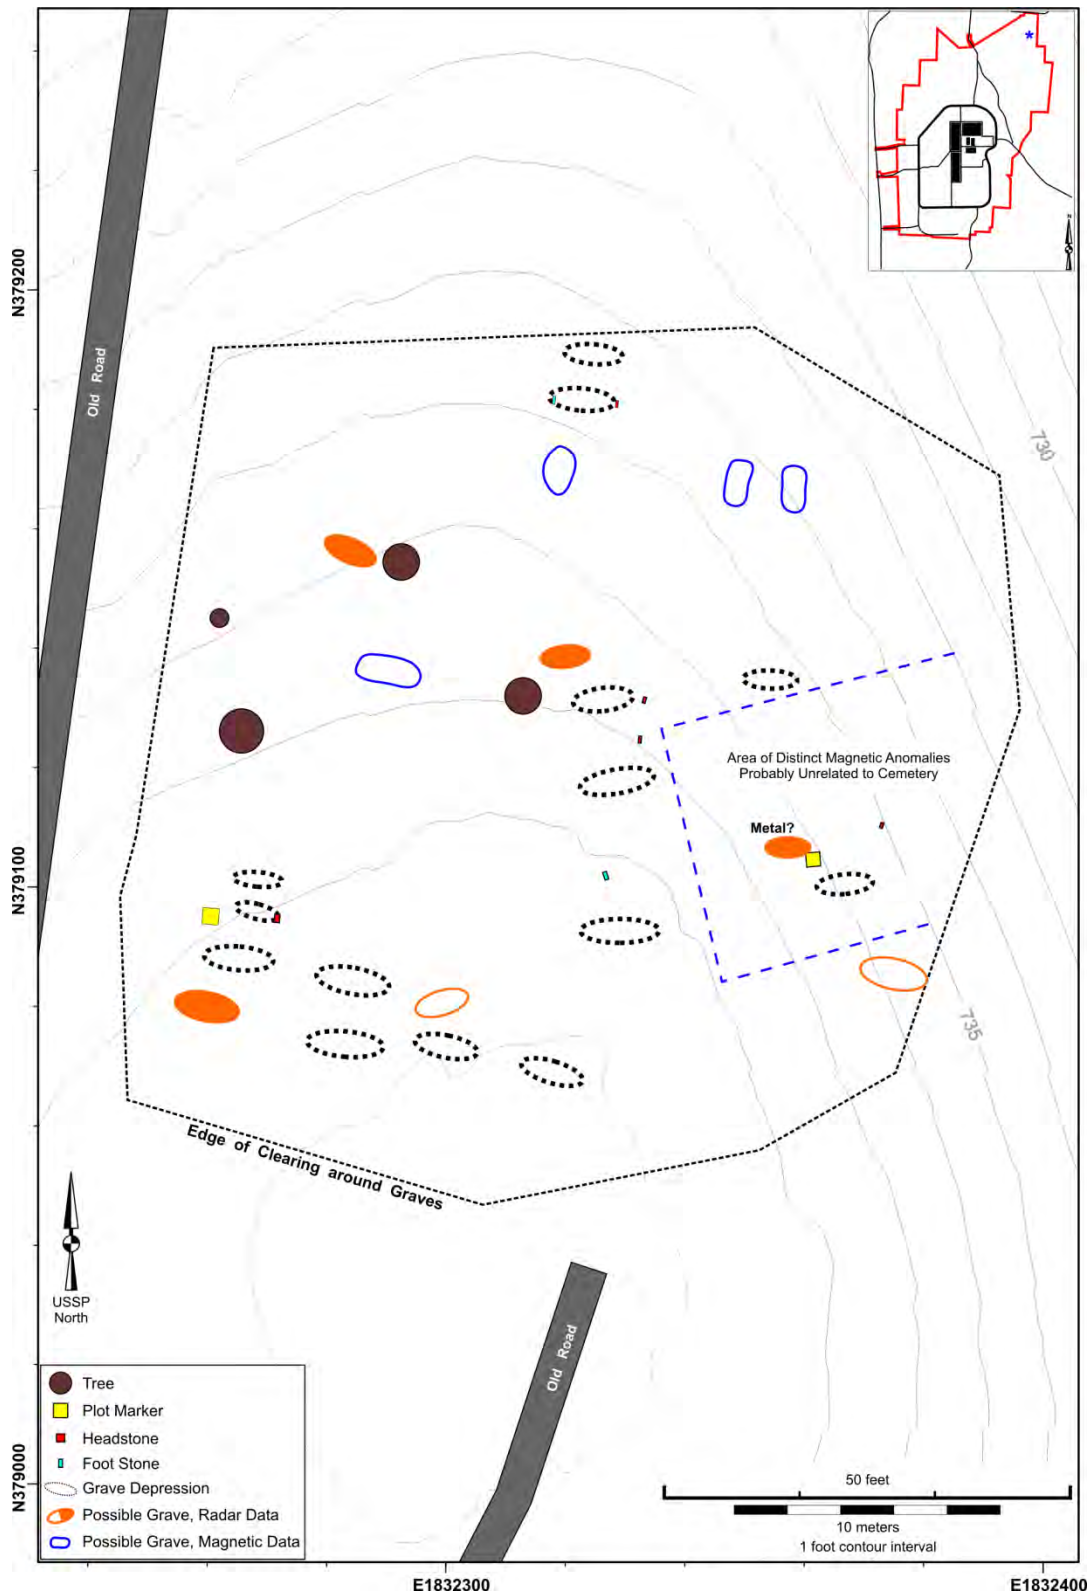 N379200
Old Road
730
Area of Distinct Magnetic Anomalies
Probably Unrelated to Cemetery
Metal?
N379100
735
Edge of Clearing around Graves
USSP
North
Old Road
Tree
Plot Marker
Headstone
Foot Stone
Grave Depression
Possible Grave, Radar Data
Possible Grave, Magnetic Data
N379000
50 feet
10 meters
1 foot contour interval
E1832300
E1832400